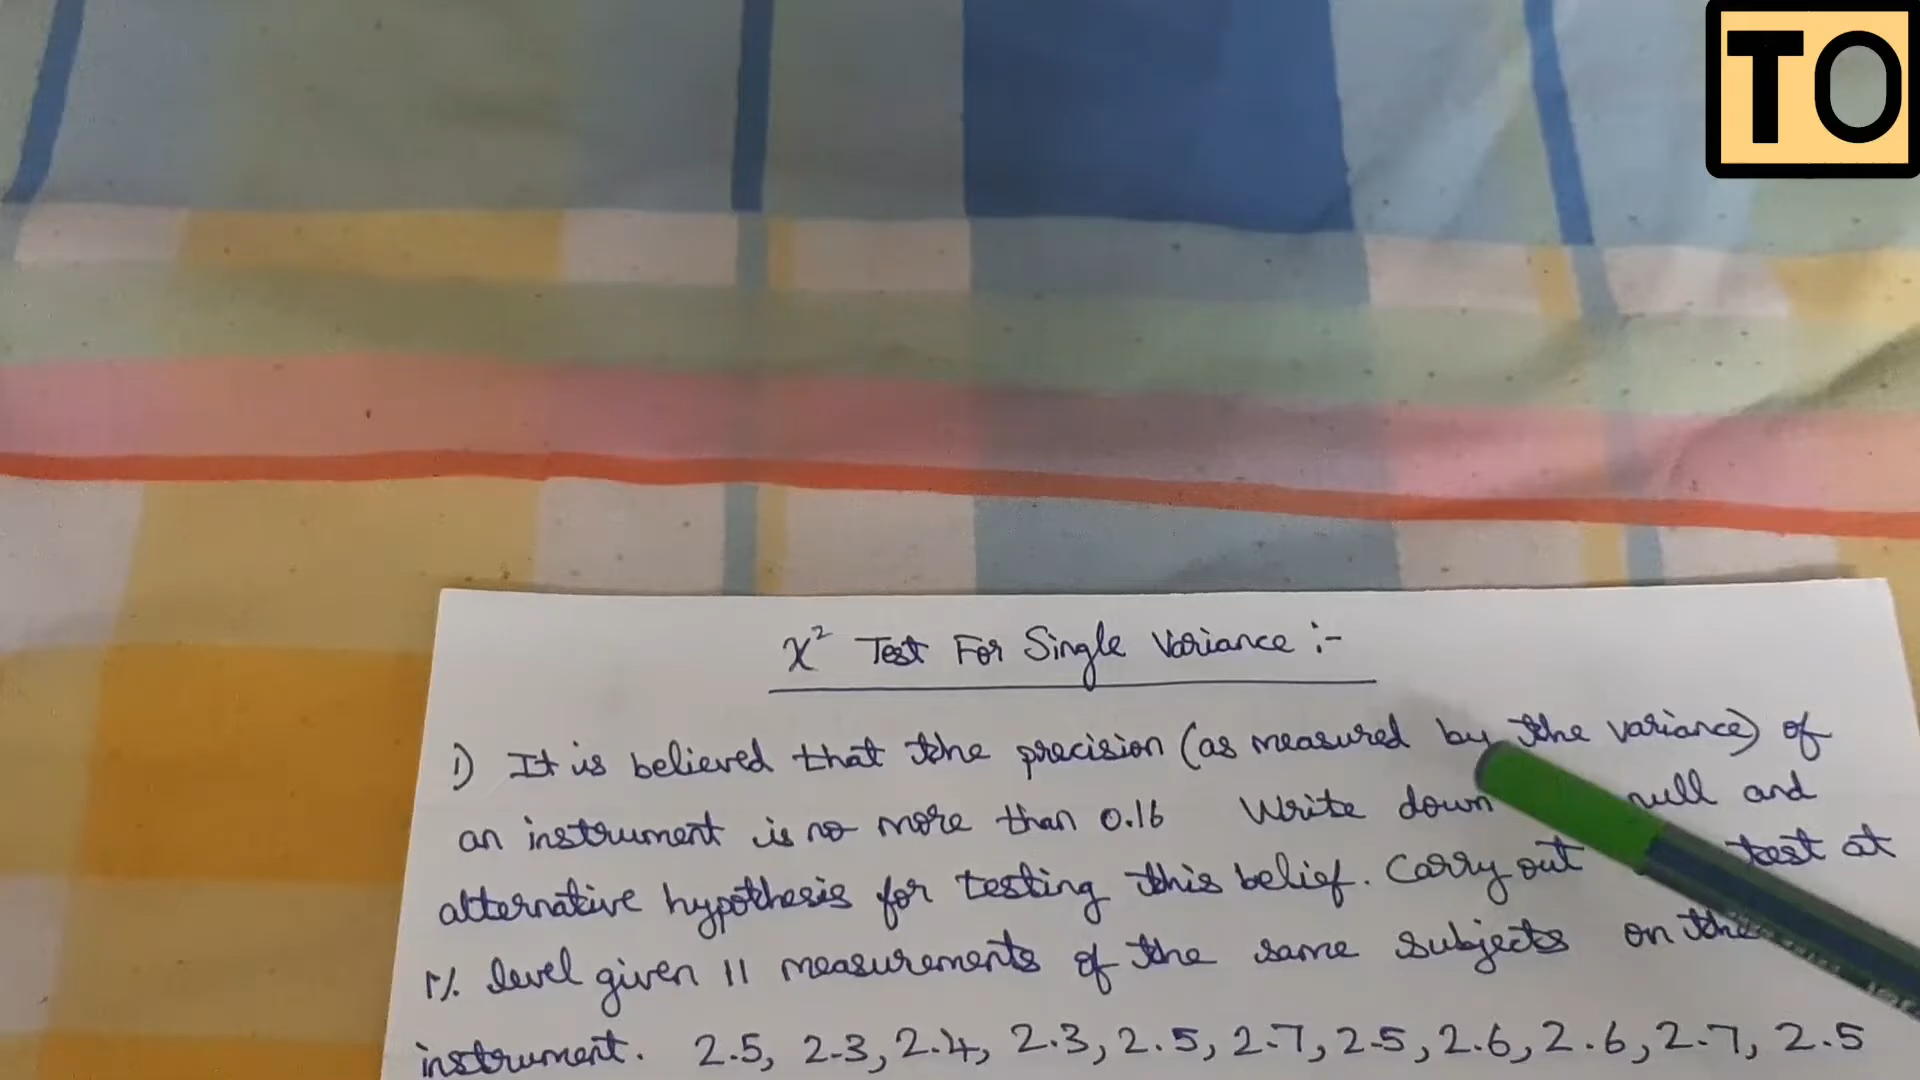 TO
χ² Test For Single Variance :-
1) It is believed that the precision (as measured by the variance) of
an instrument is no more than 0.16 Write down null and
alternative hypothesis for testing this belief. Carry out test at
1% level given 11 measurements of the same subjects on the
instrument. 2.5, 2.3, 2.4, 2.3, 2.5, 2.7, 2.5, 2.6, 2.6, 2.7, 2.5